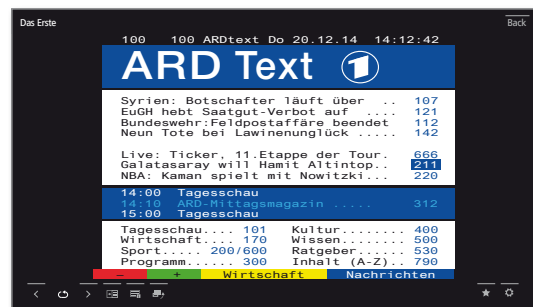 Das Erste
Back
100 100 ARDtext Do 20.12.14 14:12:42
ARD Text 1
Syrien: Botschafter läuft über .. 107
EuGH hebt Saatgut-Verbot auf .... 121
Bundeswehr:Feldpostaffäre beendet 112
Neun Tote bei Lawinenunglück ..... 142
Live: Ticker, 11.Etappe der Tour. 666
Galatasaray will Hamit Altintop.. 211
NBA: Kaman spielt mit Nowitzki... 220
14:00 Tagesschau
14:10 ARD-Mittagsmagazin ..... 312
15:00 Tagesschau
Tagesschau.... 101 Kultur........ 400
Wirtschaft.... 170 Wissen........ 500
Sport..... 200/600 Ratgeber...... 530
Programm...... 300 Inhalt (A-Z).. 790
− + Wirtschaft Nachrichten